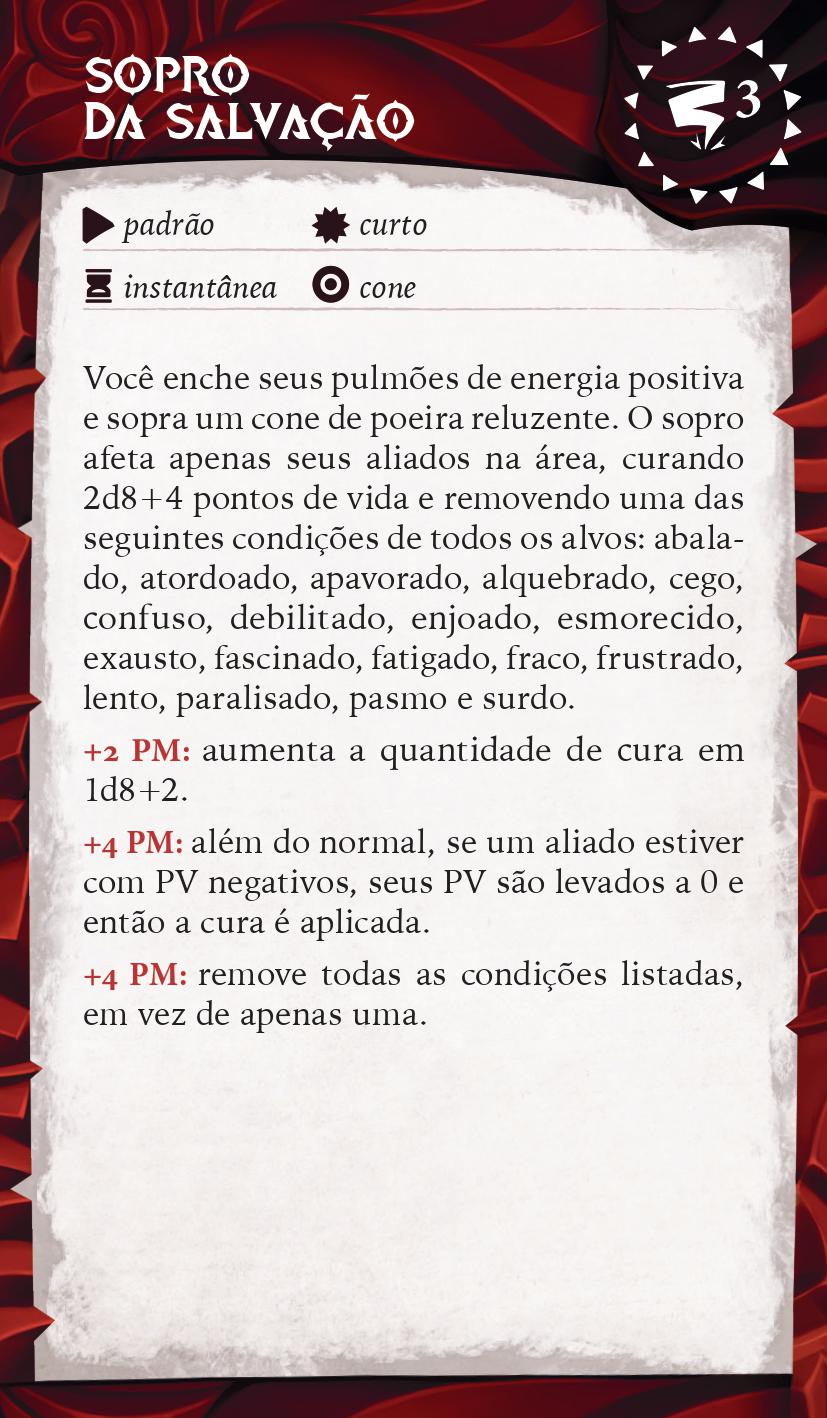 SOPRO
DA SALVAÇÃO
3
padrão curto
instantânea cone
Você enche seus pulmões de energia positiva
e sopra um cone de poeira reluzente. O sopro
afeta apenas seus aliados na área, curando
2d8+4 pontos de vida e removendo uma das
seguintes condições de todos os alvos: abala-
do, atordoado, apavorado, alquebrado, cego,
confuso, debilitado, enjoado, esmorecido,
exausto, fascinado, fatigado, fraco, frustrado,
lento, paralisado, pasmo e surdo.
+2 PM: aumenta a quantidade de cura em
1d8+2.
+4 PM: além do normal, se um aliado estiver
com PV negativos, seus PV são levados a 0 e
então a cura é aplicada.
+4 PM: remove todas as condições listadas,
em vez de apenas uma.